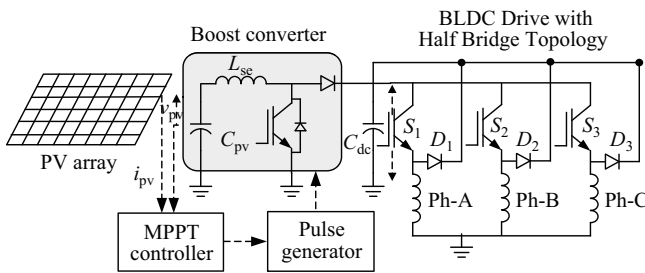 BLDC Drive with
Half Bridge Topology
Boost converter
Lse
vpv
Cpv
Cdc
S1
D1
S2
D2
S3
D3
PV array
ipv
Ph-A
Ph-B
Ph-C
MPPT
controller
Pulse
generator